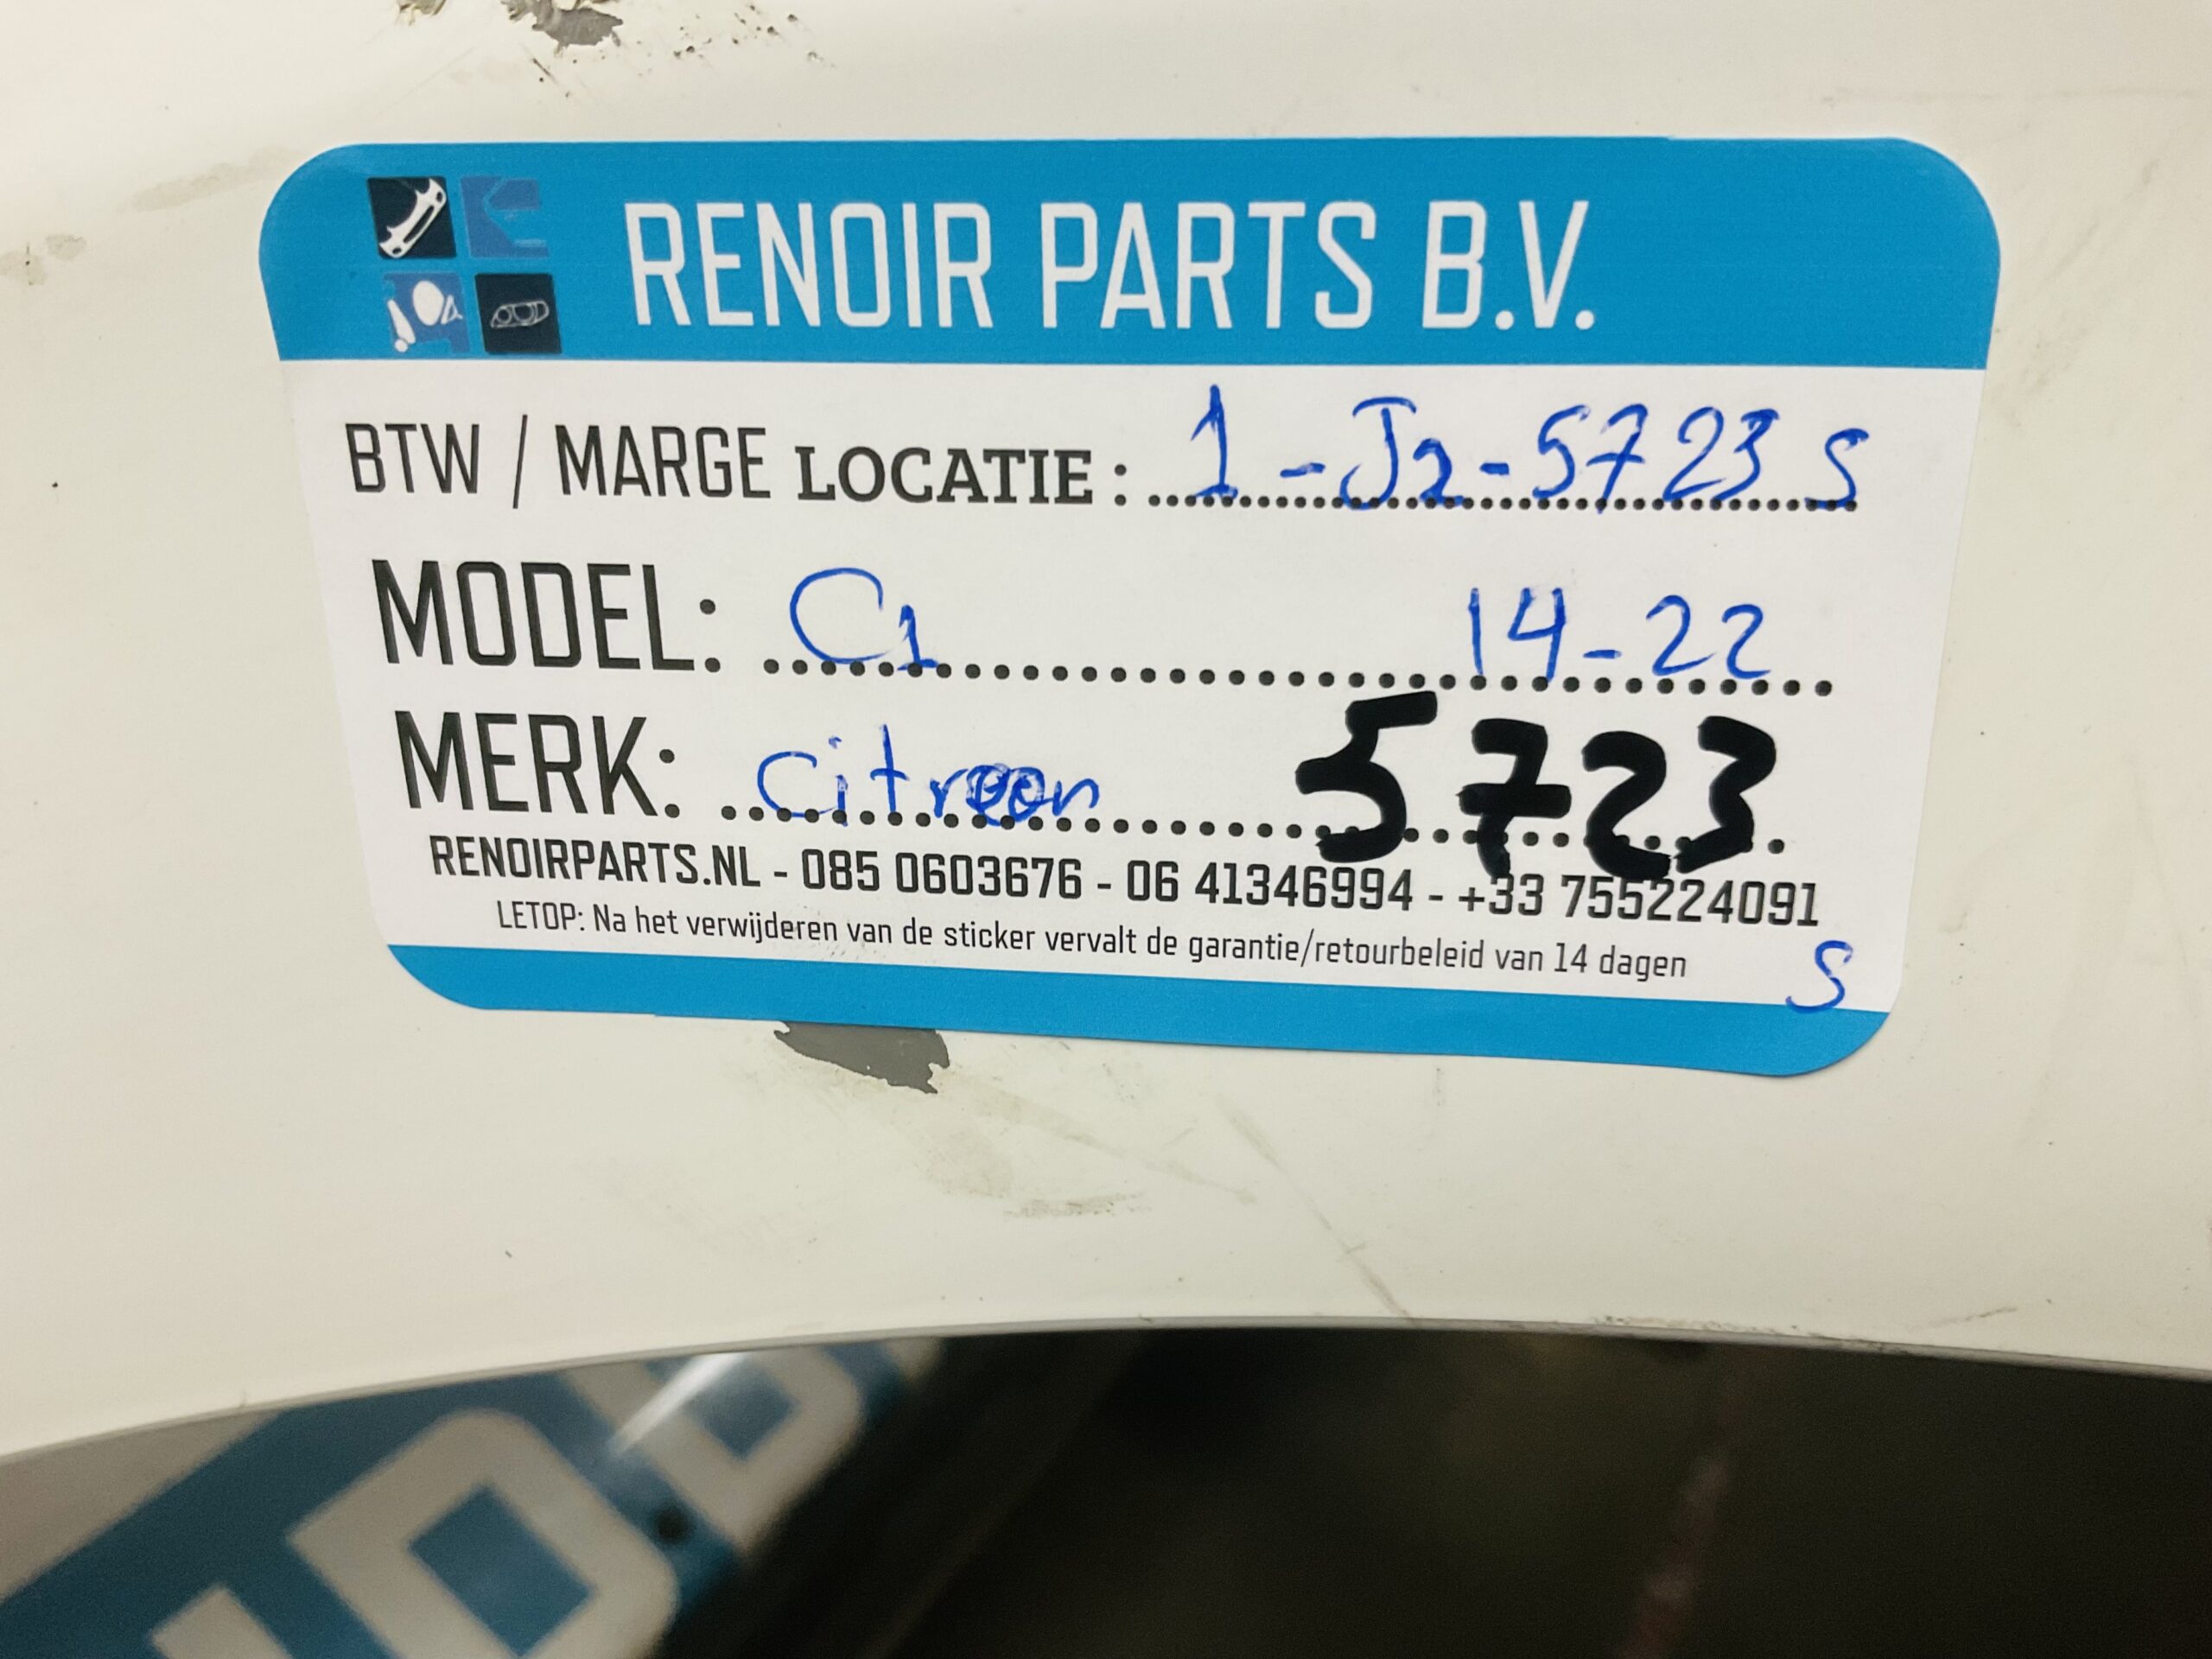 RENOIR PARTS B.V.
BTW / MARGE LOCATIE : 1-J2-5723 S
MODEL: C1 14-22
MERK: citroen 5723
RENOIRPARTS.NL - 085 0603676 - 06 41346994 - +33 755224091
LETOP: Na het verwijderen van de sticker vervalt de garantie/retourbeleid van 14 dagen
S